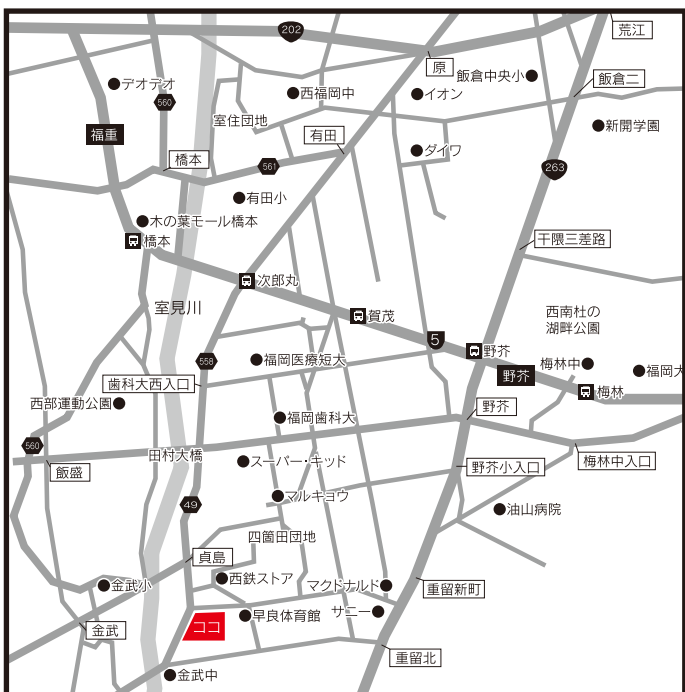 202
荒江
原
飯倉中央小
デオデオ
西福岡中
イオン
飯倉二
560
室住団地
新開学園
福重
有田
ダイワ
橋本
561
263
有田小
木の葉モール橋本
橋本
干隈三差路
次郎丸
室見川
賀茂
西南杜の
湖畔公園
5
野芥
558
福岡医療短大
梅林中
福岡大
野芥
歯科大西入口
梅林
西部運動公園
福岡歯科大
野芥
560
田村大橋
スーパー・キッド
飯盛
野芥小入口
梅林中入口
マルキョウ
49
油山病院
四箇田団地
貞島
西鉄ストア
金武小
マクドナルド
重留新町
早良体育館
サニー
ココ
金武
重留北
金武中